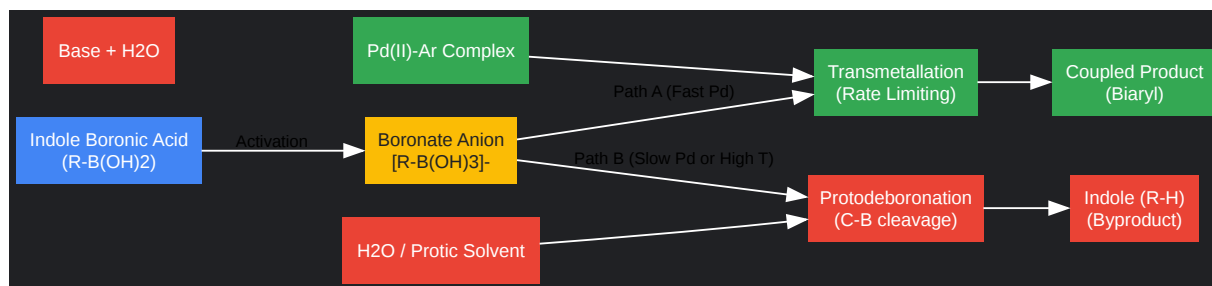 Base + H2O
Pd(II)-Ar Complex
Transmetallation
(Rate Limiting)
Coupled Product
(Biaryl)
Path A (Fast Pd)
Indole Boronic Acid
(R-B(OH)2)
Activation
Boronate Anion
[R-B(OH)3]-
Path B (Slow Pd or High T)
Protodeboronation
(C-B cleavage)
Indole (R-H)
(Byproduct)
H2O / Protic Solvent